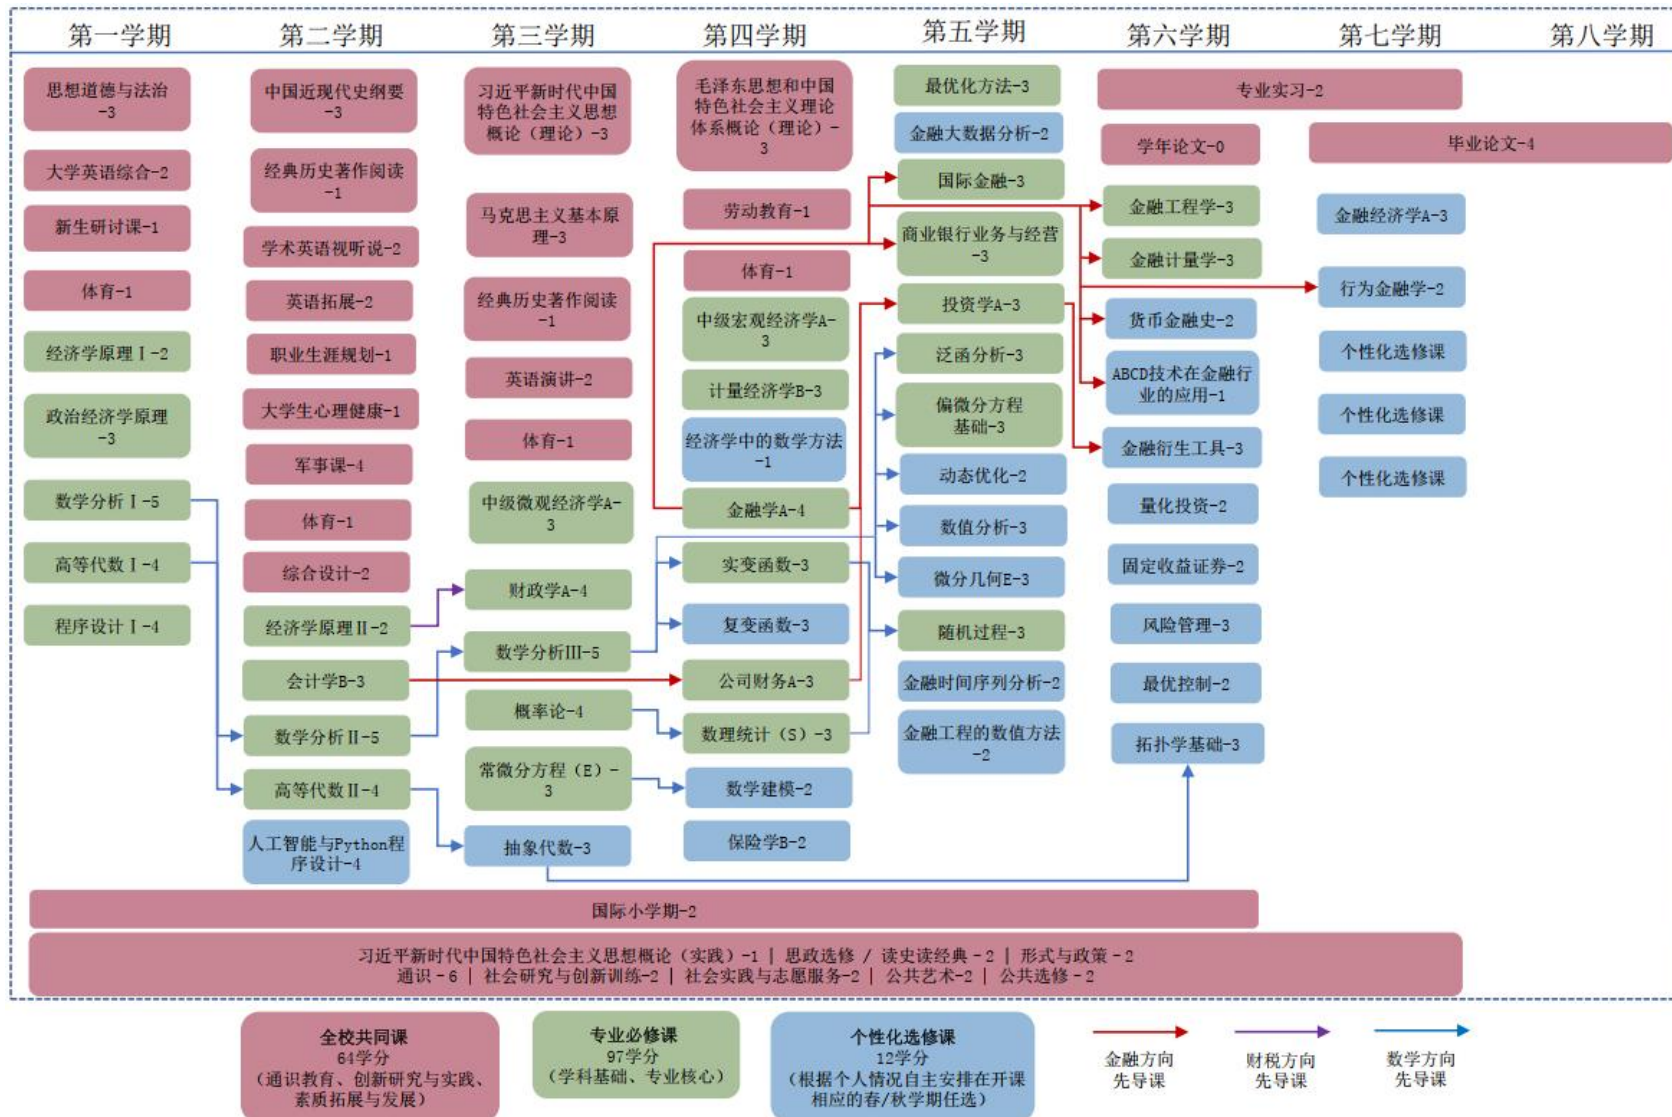 第一学期
第二学期
第三学期
第四学期
第五学期
第六学期
第七学期
第八学期
思想道德与法治
-3
大学英语综合-2
新生研讨课-1
体育-1
经济学原理Ⅰ-2
政治经济学原理
-3
数学分析Ⅰ-5
高等代数Ⅰ-4
程序设计Ⅰ-4
中国近现代史纲要
-3
经典历史著作阅读
-1
学术英语视听说-2
英语拓展-2
职业生涯规划-1
大学生心理健康-1
军事课-4
体育-1
综合设计-2
经济学原理Ⅱ-2
会计学B-3
数学分析Ⅱ-5
高等代数Ⅱ-4
人工智能与Python程
序设计-4
习近平新时代中国
特色社会主义思想
概论（理论）-3
马克思主义基本原
理-3
经典历史著作阅读
-1
英语演讲-2
体育-1
中级微观经济学A-
3
财政学A-4
数学分析Ⅲ-5
概率论-4
常微分方程（E）-
3
抽象代数-3
毛泽东思想和中国
特色社会主义理论
体系概论（理论）-
3
劳动教育-1
体育-1
中级宏观经济学A-
3
计量经济学B-3
经济学中的数学方法
-1
金融学A-4
实变函数-3
复变函数-3
公司财务A-3
数理统计（S）-3
数学建模-2
保险学B-2
最优化方法-3
金融大数据分析-2
国际金融-3
商业银行业务与经营
-3
投资学A-3
泛函分析-3
偏微分方程
基础-3
动态优化-2
数值分析-3
微分几何E-3
随机过程-3
金融时间序列分析-2
金融工程的数值方法
-2
专业实习-2
学年论文-0
金融工程学-3
金融计量学-3
货币金融史-2
ABCD技术在金融行
业的应用-1
金融衍生工具-3
量化投资-2
固定收益证券-2
风险管理-3
最优控制-2
拓扑学基础-3
毕业论文-4
金融经济学A-3
行为金融学-2
个性化选修课
个性化选修课
个性化选修课
国际小学期-2
习近平新时代中国特色社会主义思想概论（实践）-1 | 思政选修 / 读史读经典-2 | 形式与政策-2
通识-6 | 社会研究与创新训练-2 | 社会实践与志愿服务-2 | 公共艺术-2 | 公共选修-2
全校共同课
64学分
（通识教育、创新研究与实践、
素质拓展与发展）
专业必修课
97学分
（学科基础、专业核心）
个性化选修课
12学分
（根据个人情况自主安排在开课
相应的春/秋学期任选）
金融方向
先导课
财税方向
先导课
数学方向
先导课